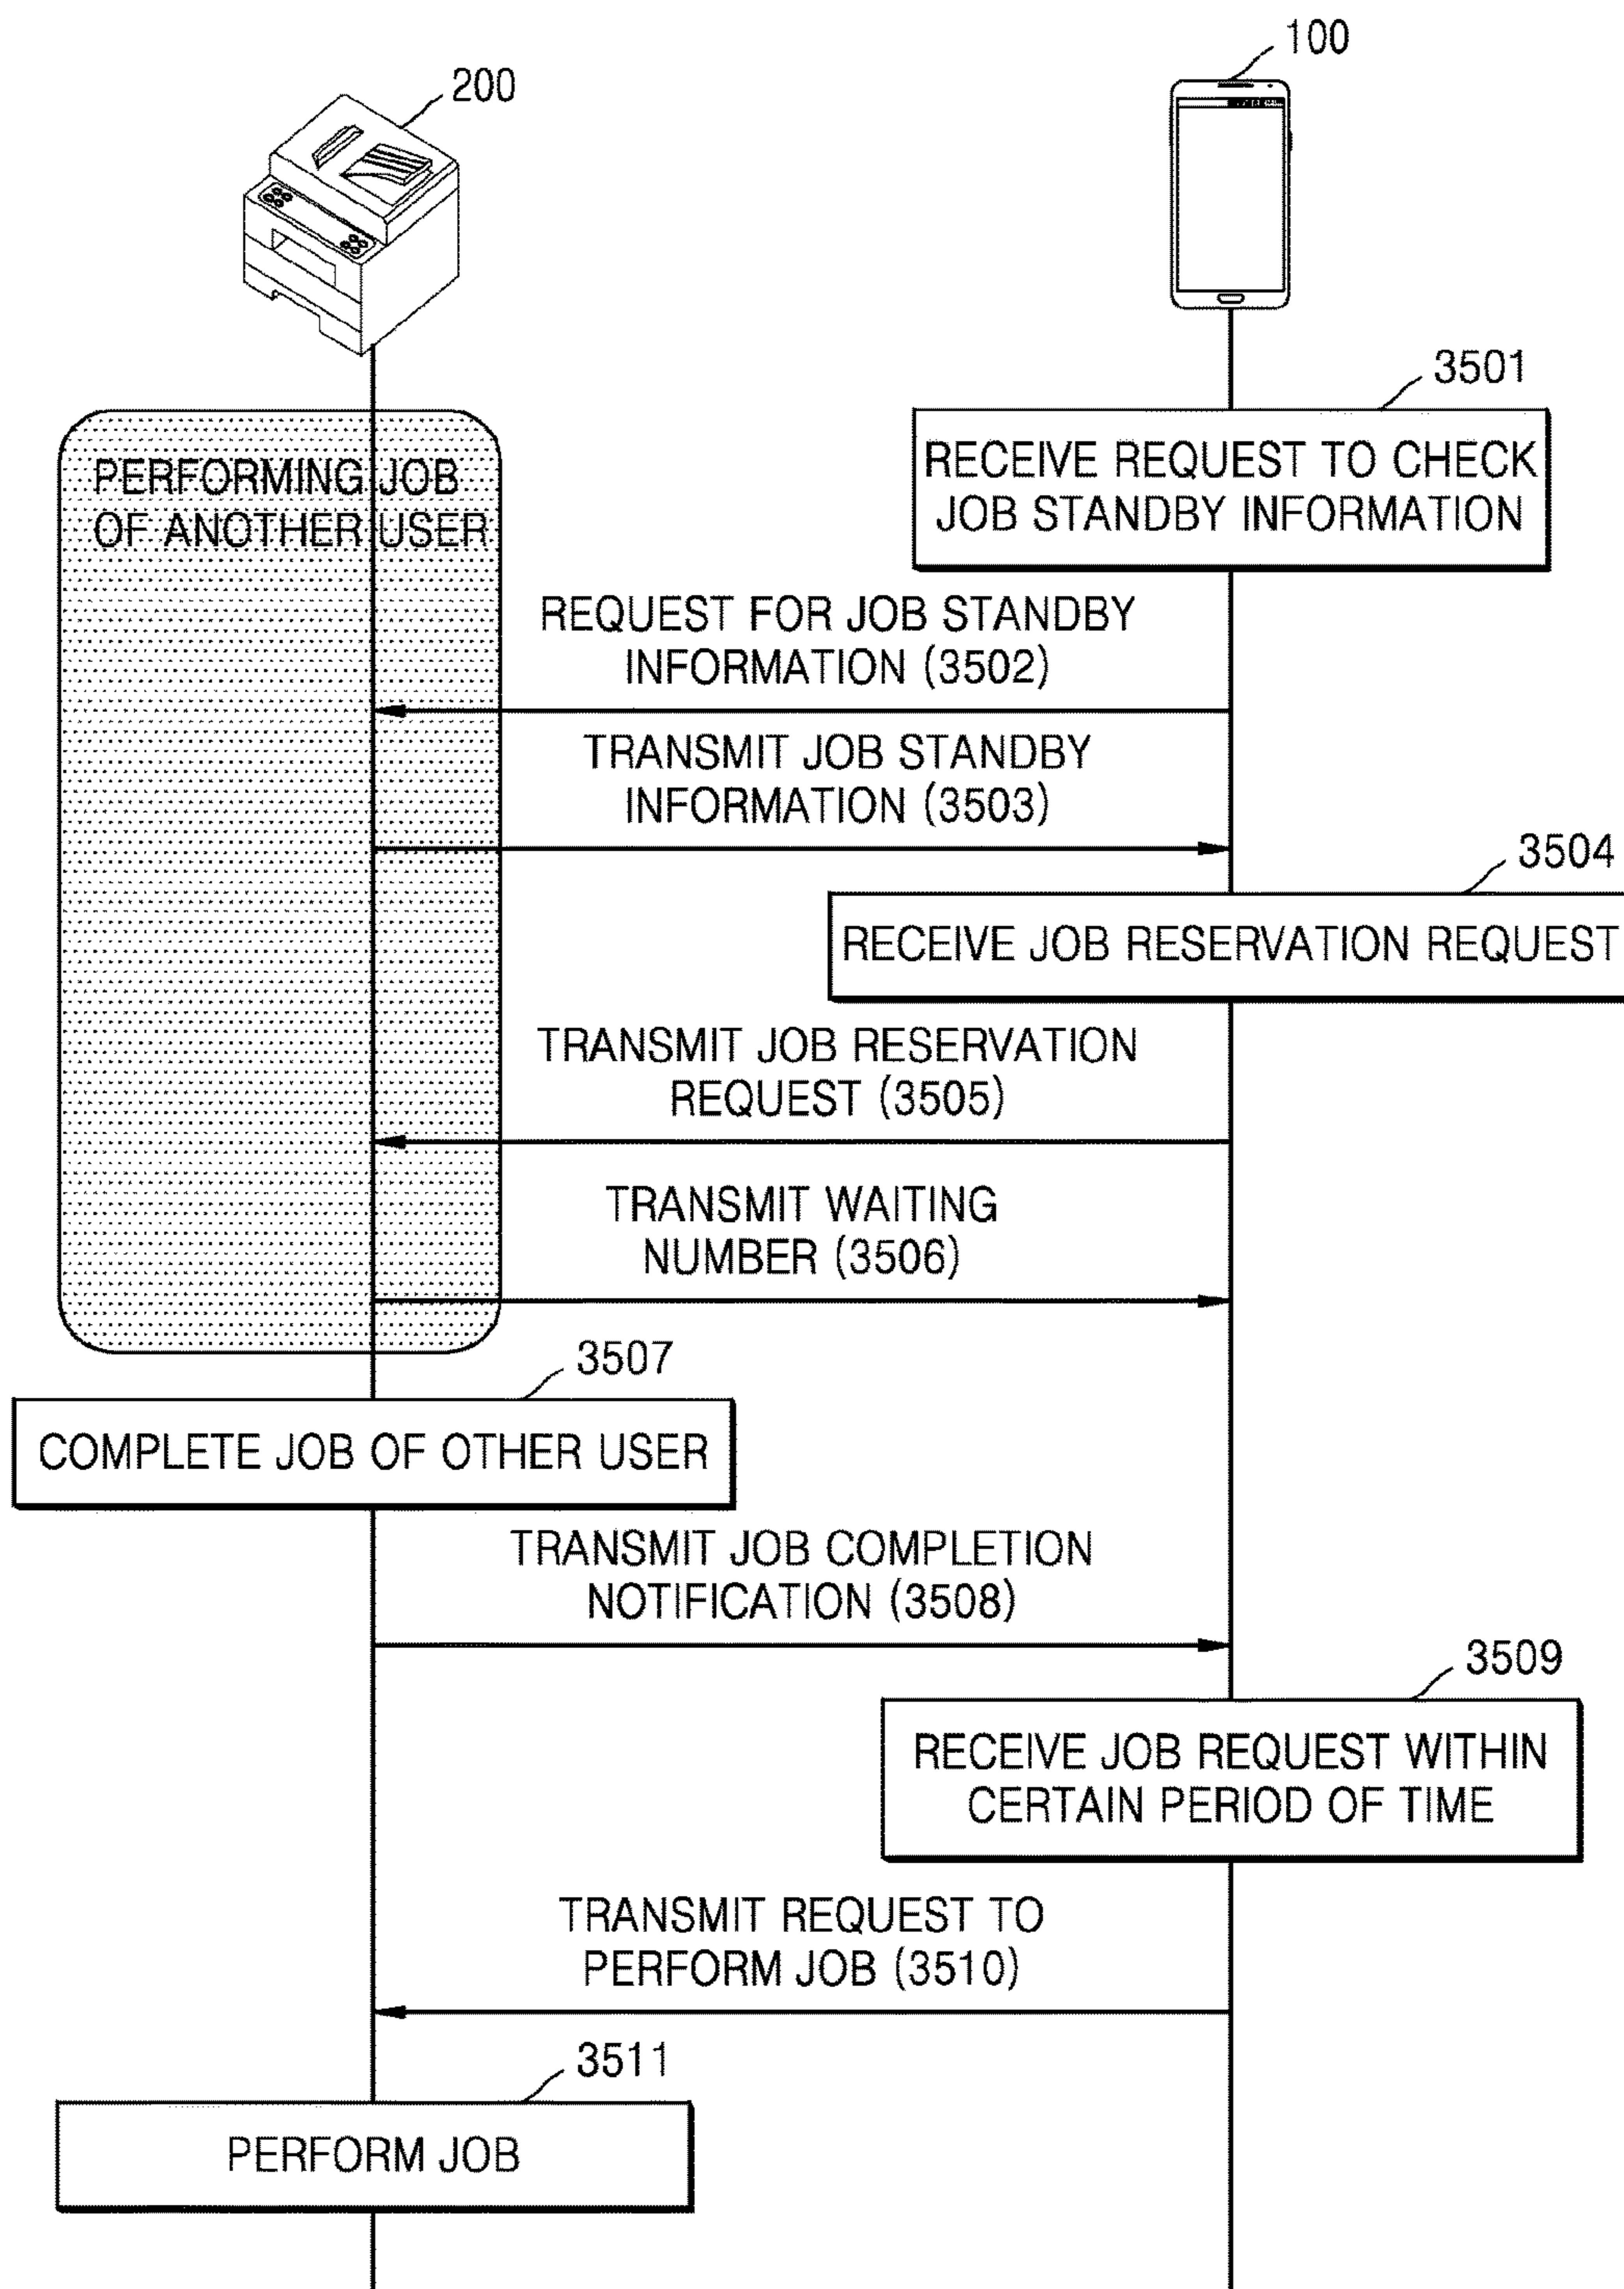 100
200
3501
RECEIVE REQUEST TO CHECK
JOB STANDBY INFORMATION
PERFORMING JOB
OF ANOTHER USER
REQUEST FOR JOB STANDBY
INFORMATION (3502)
TRANSMIT JOB STANDBY
INFORMATION (3503)
3504
RECEIVE JOB RESERVATION REQUEST
TRANSMIT JOB RESERVATION
REQUEST (3505)
TRANSMIT WAITING
NUMBER (3506)
3507
COMPLETE JOB OF OTHER USER
TRANSMIT JOB COMPLETION
NOTIFICATION (3508)
3509
RECEIVE JOB REQUEST WITHIN
CERTAIN PERIOD OF TIME
TRANSMIT REQUEST TO
PERFORM JOB (3510)
3511
PERFORM JOB